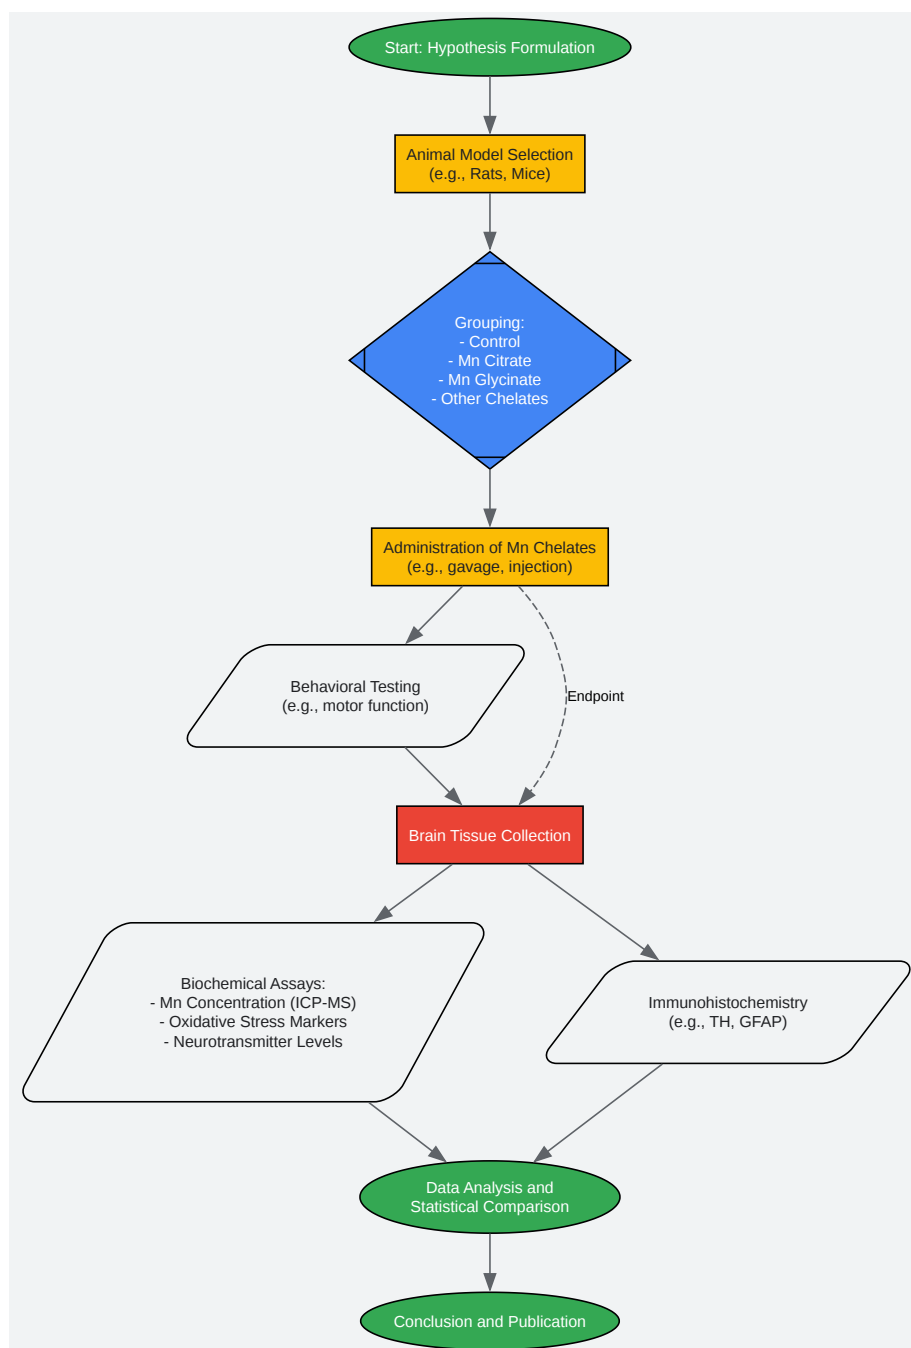 Start: Hypothesis Formulation
Animal Model Selection
(e.g., Rats, Mice)
Grouping:
- Control
- Mn Citrate
- Mn Glycinate
- Other Chelates
Administration of Mn Chelates
(e.g., gavage, injection)
Behavioral Testing
(e.g., motor function)
Endpoint
Brain Tissue Collection
Biochemical Assays:
- Mn Concentration (ICP-MS)
- Oxidative Stress Markers
- Neurotransmitter Levels
Immunohistochemistry
(e.g., TH, GFAP)
Data Analysis and
Statistical Comparison
Conclusion and Publication